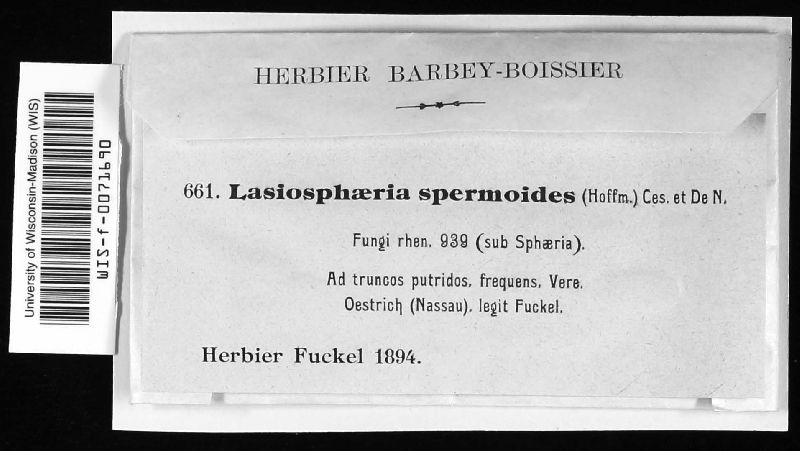 HERBIER BARBEY-BOISSIER
661. Lasiosphæria spermoides (Hoffm.) Ces. et De N.
Fungi rhen. 939 (sub Sphæria).
Ad truncos putridos, frequens, Vere.
Oestrich (Nassau), legit Fuckel.
Herbier Fuckel 1894.
University of Wisconsin-Madison (WIS)
WIS-f-0071690